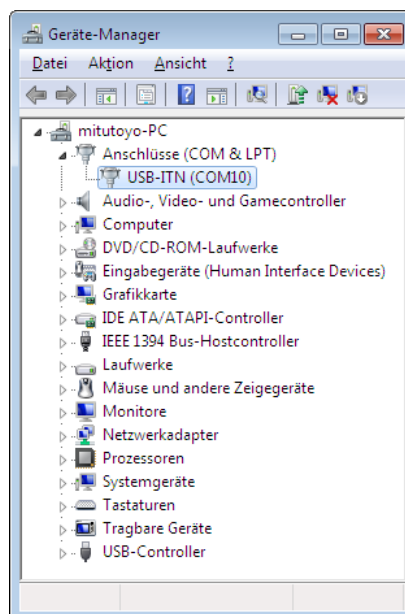 Geräte-Manager
Datei Aktion Ansicht ?
mitutoyo-PC
Anschlüsse (COM & LPT)
USB-ITN (COM10)
Audio-, Video- und Gamecontroller
Computer
DVD/CD-ROM-Laufwerke
Eingabegeräte (Human Interface Devices)
Grafikkarte
IDE ATA/ATAPI-Controller
IEEE 1394 Bus-Hostcontroller
Laufwerke
Mäuse und andere Zeigegeräte
Monitore
Netzwerkadapter
Prozessoren
Systemgeräte
Tastaturen
Tragbare Geräte
USB-Controller